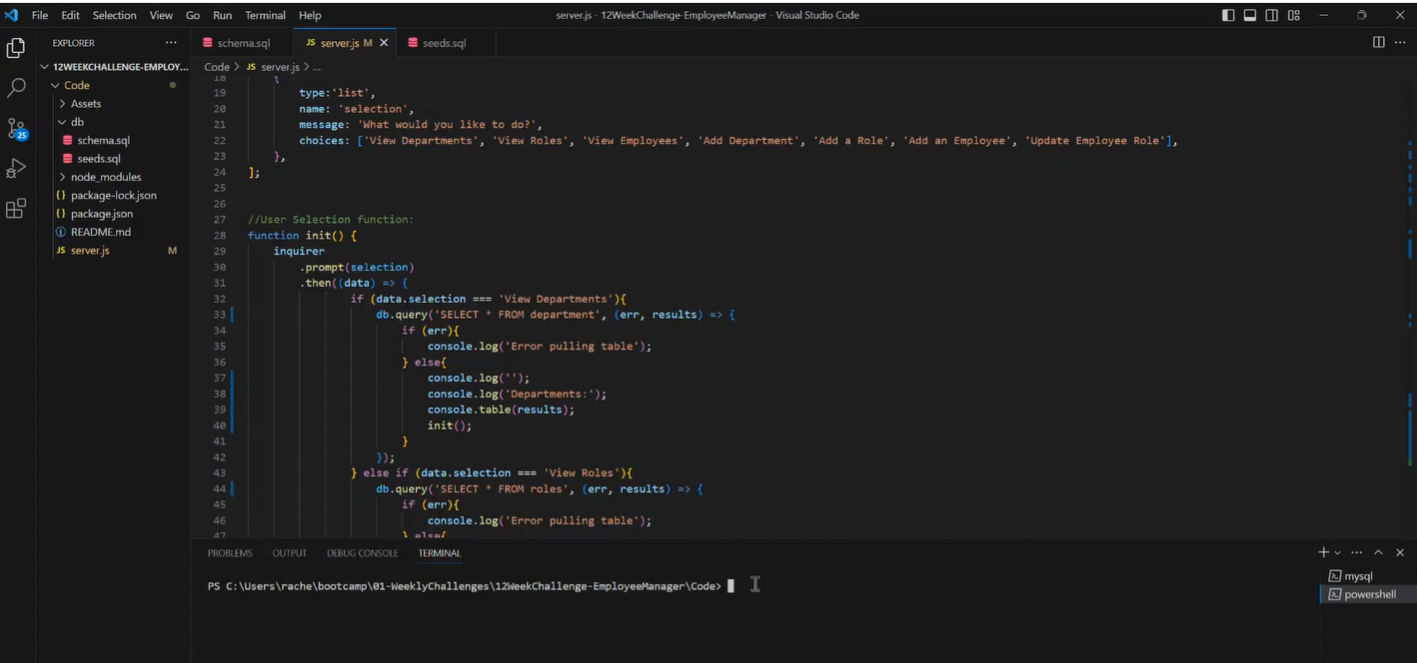 File Edit Selection View Go Run Terminal Help server.js - 12WeekChallenge-EmployeeManager - Visual Studio Code
EXPLORER ...
12WEEKCHALLENGE-EMPLOY...
Code
Assets
db
schema.sql
seeds.sql
node_modules
{} package-lock.json
{} package.json
README.md
JS server.js M
25
schema.sql JS server.js M seeds.sql
Code > JS server.js > ...
18 {
19 type:'list',
20 name: 'selection',
21 message: 'What would you like to do?',
22 choices: ['View Departments', 'View Roles', 'View Employees', 'Add Department', 'Add a Role', 'Add an Employee', 'Update Employee Role'],
23 },
24 ];
25
26
27 //User Selection function:
28 function init() {
29 inquirer
30 .prompt(selection)
31 .then((data) => {
32 if (data.selection === 'View Departments'){
33 db.query('SELECT * FROM department', (err, results) => {
34 if (err){
35 console.log('Error pulling table');
36 } else{
37 console.log('');
38 console.log('Departments:');
39 console.table(results);
40 init();
41 }
42 });
43 } else if (data.selection === 'View Roles'){
44 db.query('SELECT * FROM roles', (err, results) => {
45 if (err){
46 console.log('Error pulling table');
47 } else{
PROBLEMS OUTPUT DEBUG CONSOLE TERMINAL
PS C:\Users\rache\bootcamp\01-WeeklyChallenges\12WeekChallenge-EmployeeManager\Code>
mysql
powershell